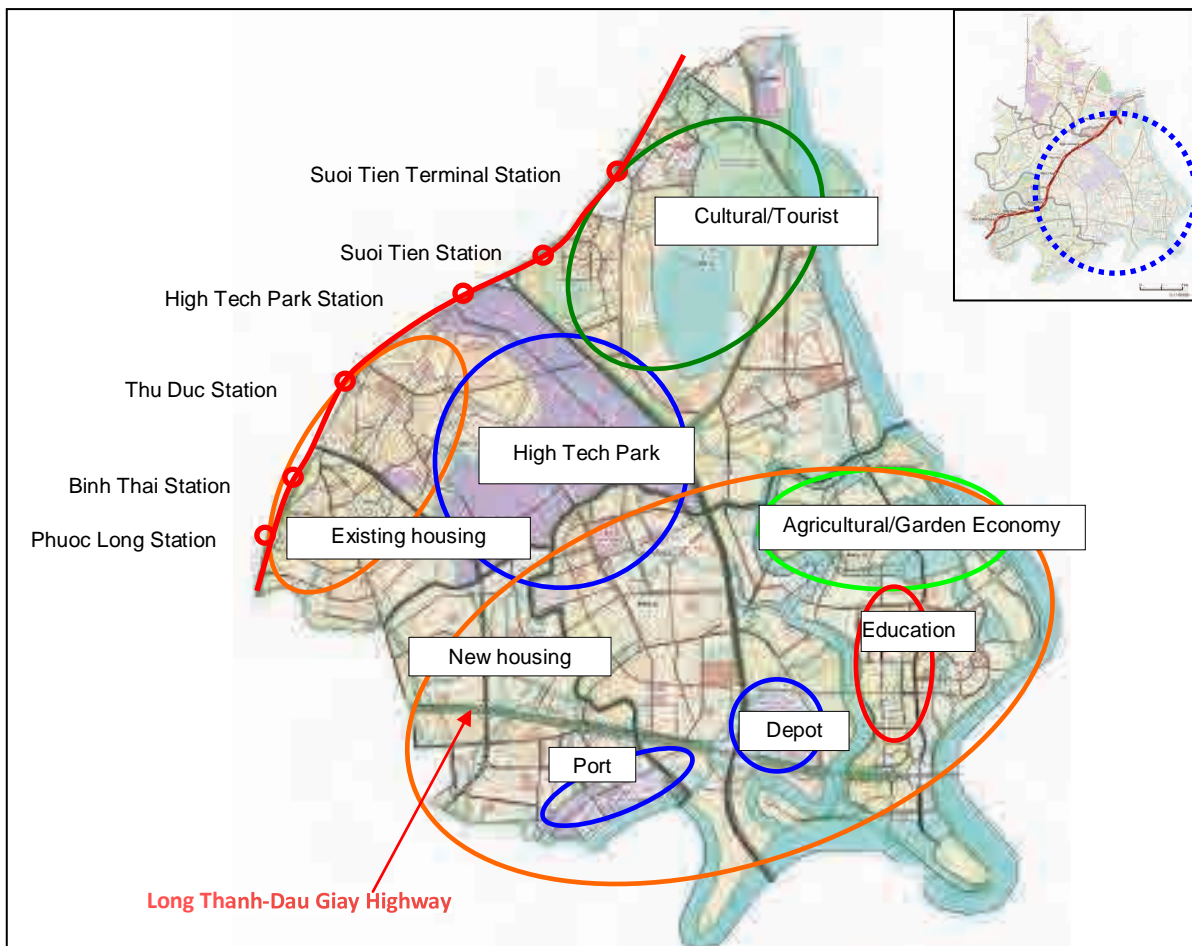 Suoi Tien Terminal Station
Cultural/Tourist
Suoi Tien Station
High Tech Park Station
Thu Duc Station
High Tech Park
Binh Thai Station
Agricultural/Garden Economy
Existing housing
Phuoc Long Station
Education
New housing
Depot
Port
Long Thanh-Dau Giay Highway